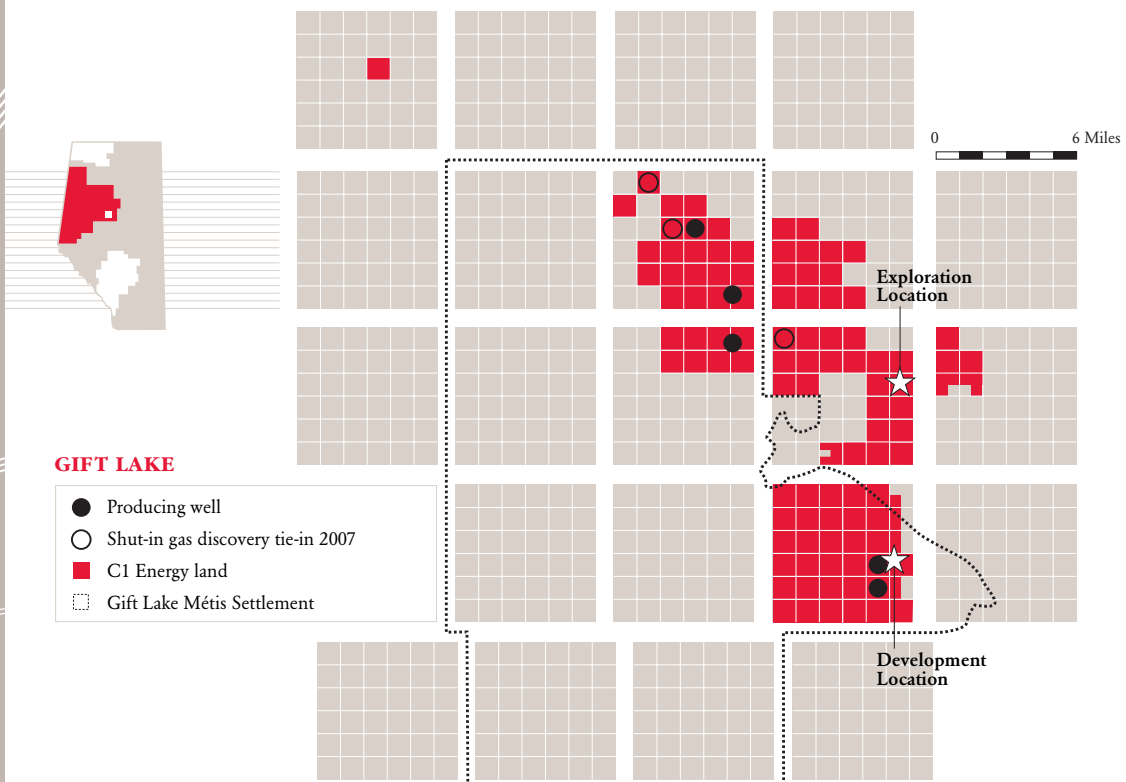 0 6 Miles
Exploration
Location
GIFT LAKE
Producing well
Shut-in gas discovery tie-in 2007
C1 Energy land
Gift Lake Métis Settlement
Development
Location